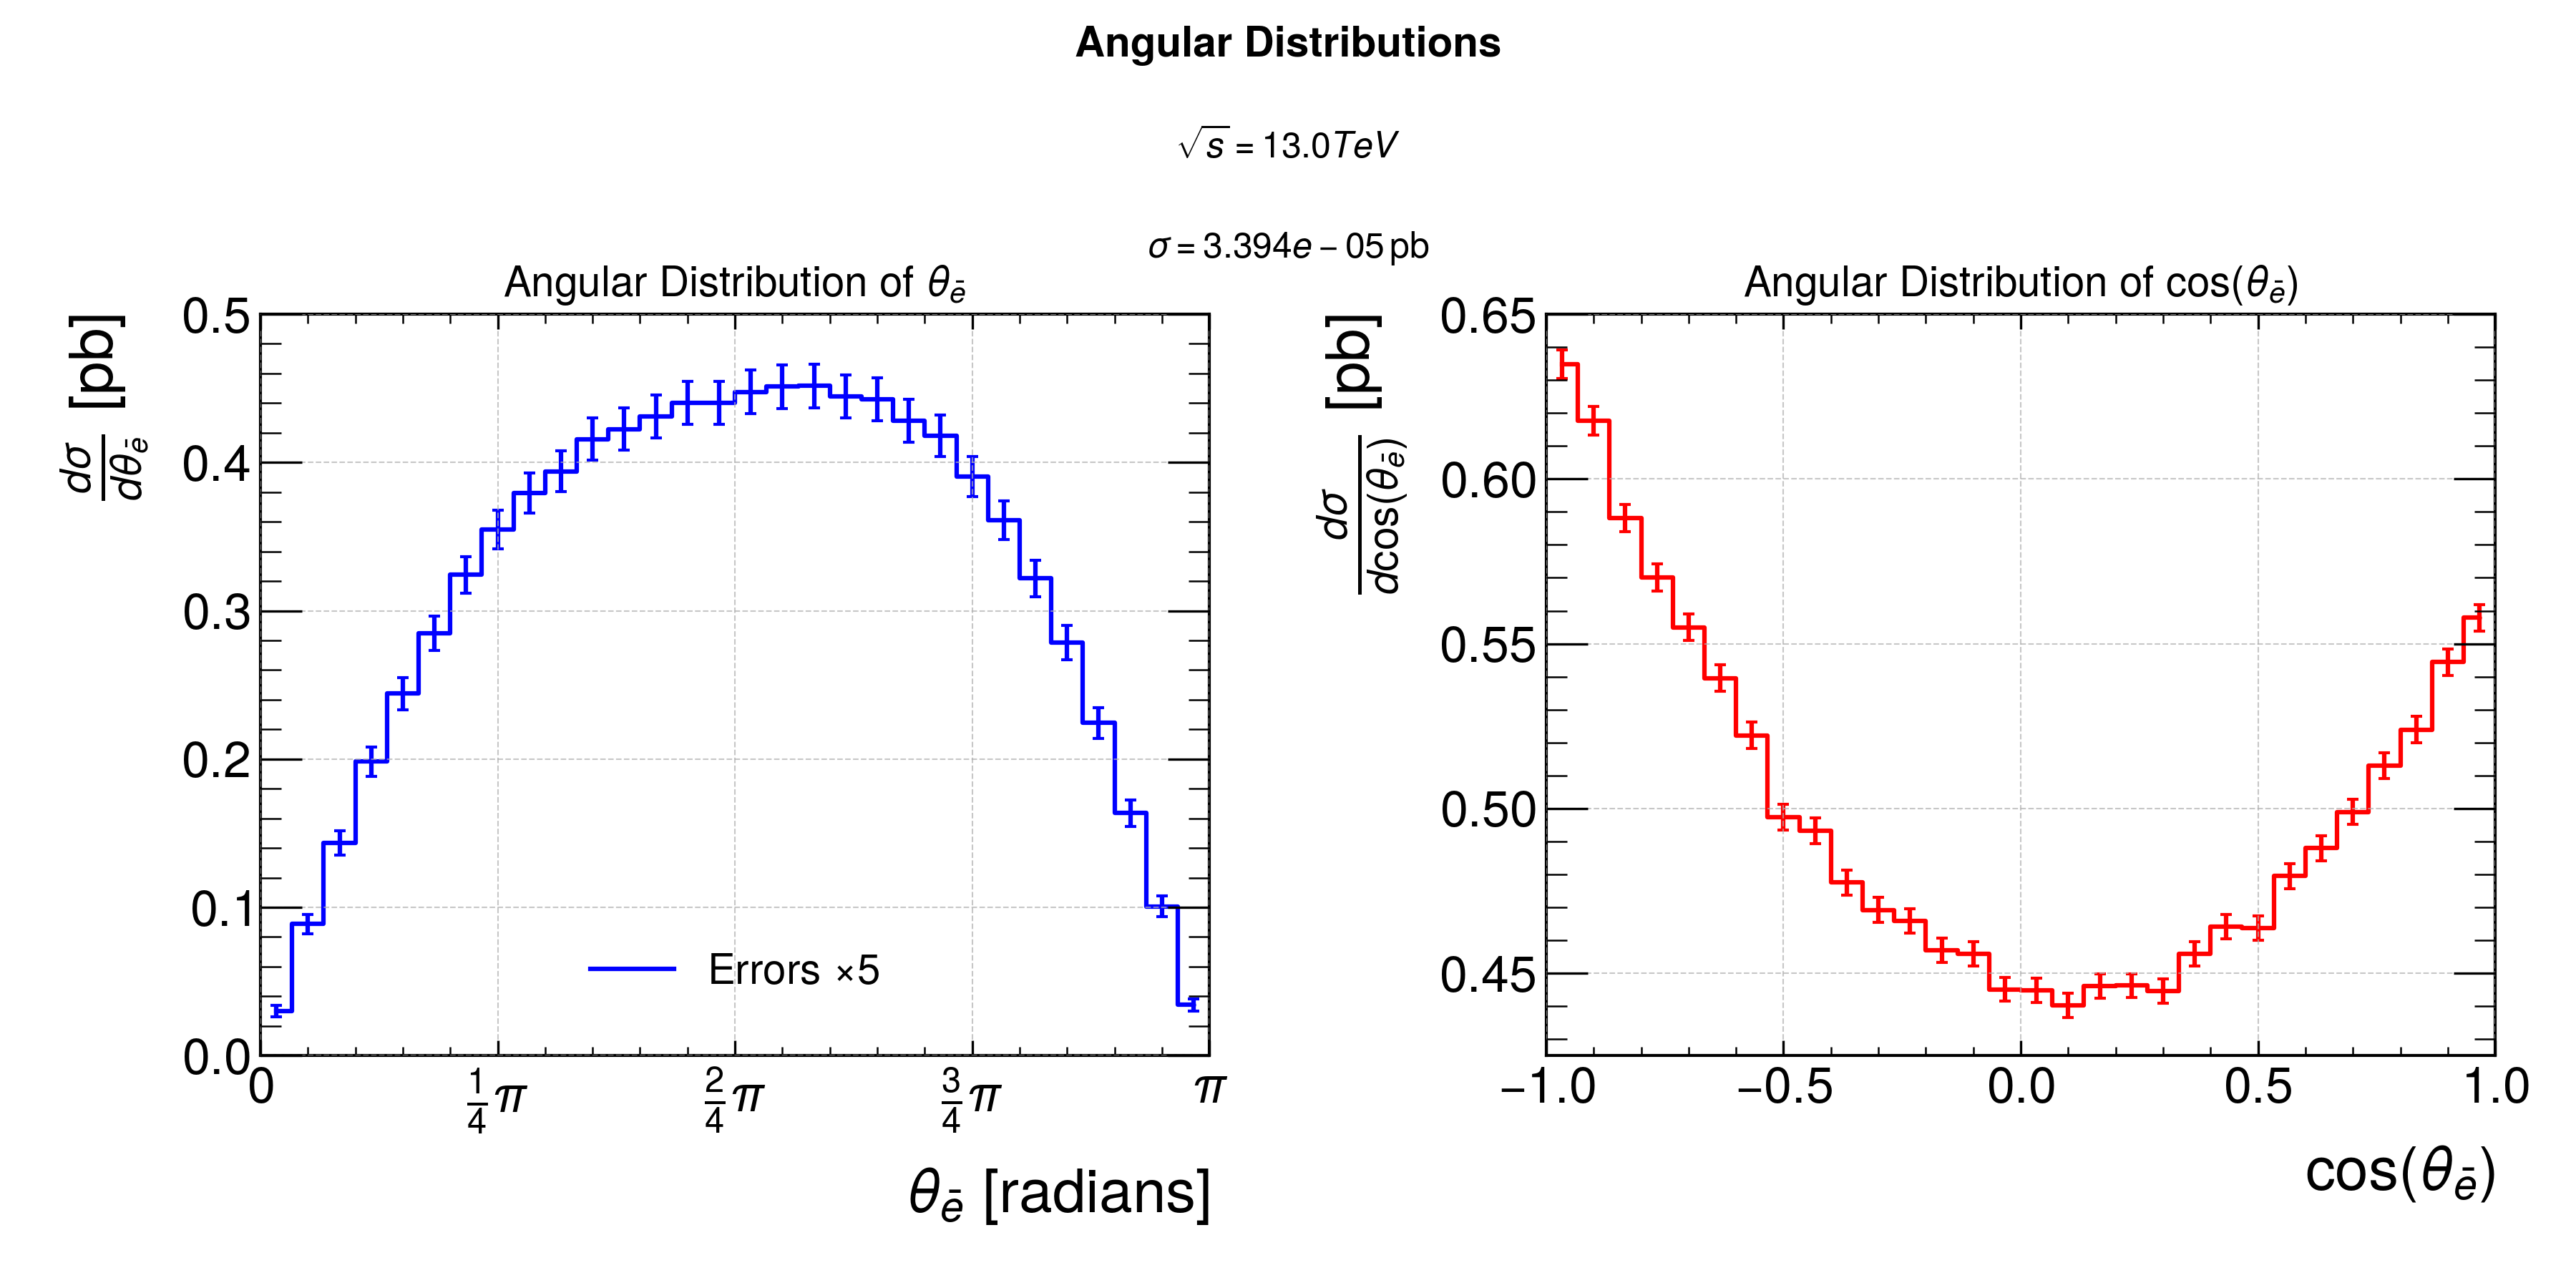 Angular Distributions
√s = 13.0TeV
σ = 3.394e − 05 pb
Angular Distribution of θ_ē
dσ/dθ_ē [pb]
0.5
0.4
0.3
0.2
0.1
0.0
Errors ×5
0 1/4 π 2/4 π 3/4 π π
θ_ē [radians]
Angular Distribution of cos(θ_ē)
dσ/dcos(θ_ē) [pb]
0.65
0.60
0.55
0.50
0.45
−1.0 −0.5 0.0 0.5 1.0
cos(θ_ē)